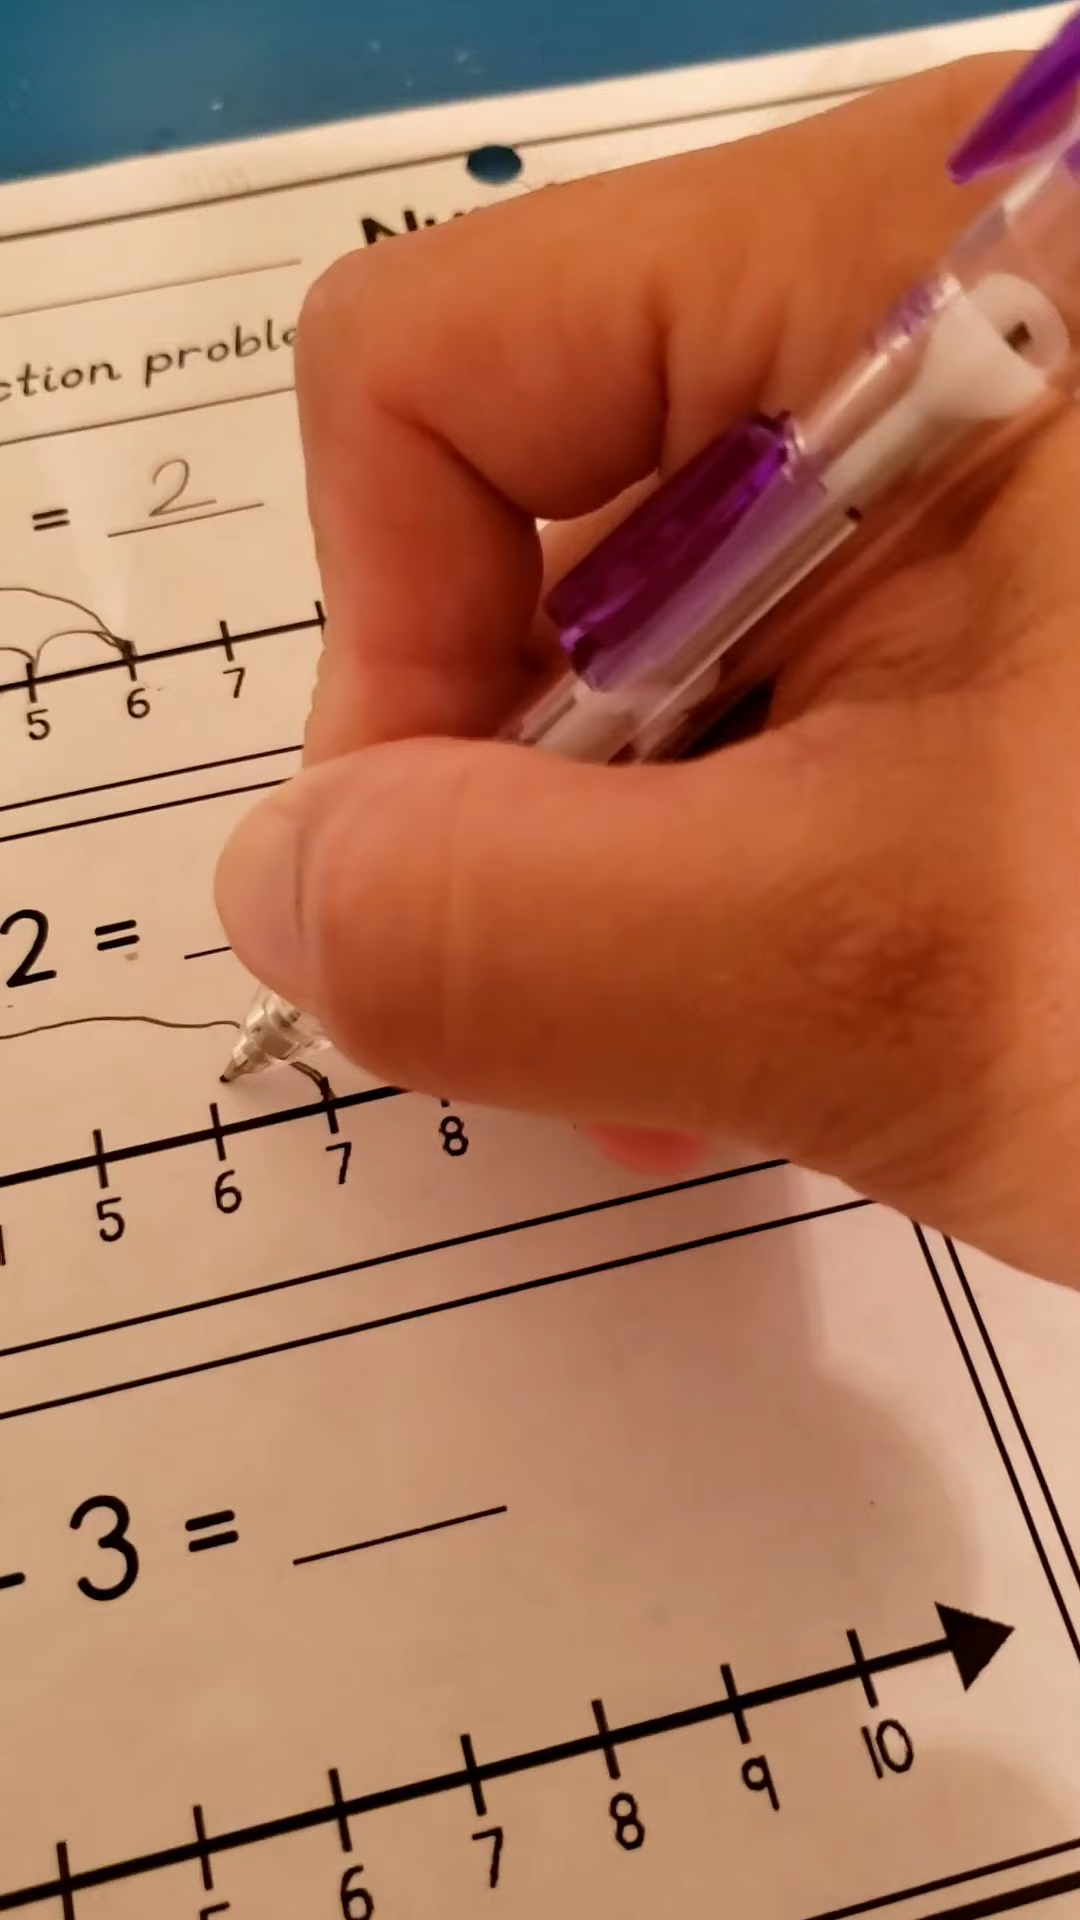 ction proble
= 2
5 6 7
2 =
5 6 7 8
- 3 =
6 7 8 9 10